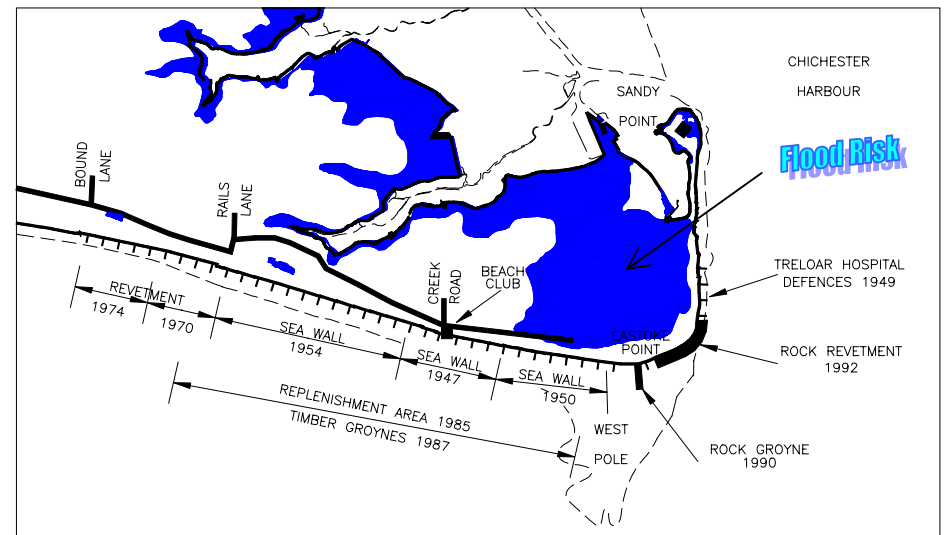 CHICHESTER
HARBOUR
SANDY
POINT
Flood Risk
BOUND
LANE
RAILS
LANE
CREEK
ROAD
BEACH
CLUB
TRELOAR HOSPITAL
DEFENCES 1949
REVETMENT
1974
1970
SEA WALL
1954
SEA WALL
1947
SEA WALL
1950
EASTOKE
POINT
ROCK REVETMENT
1992
REPLENISHMENT AREA 1985
TIMBER GROYNES 1987
WEST
POLE
ROCK GROYNE
1990